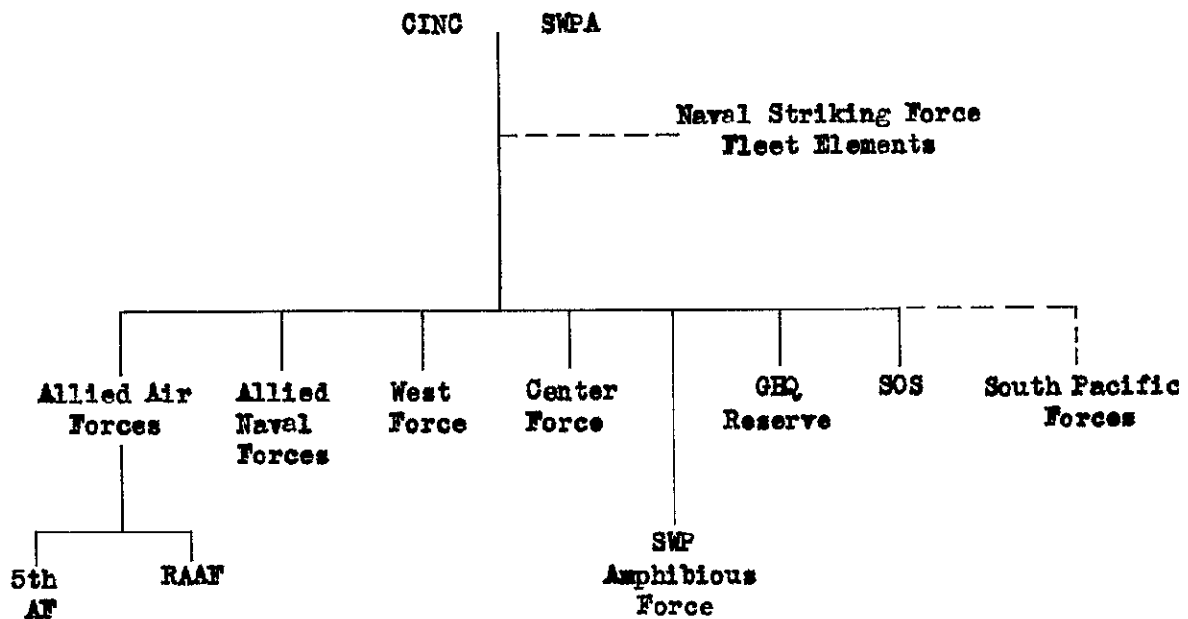 CINC SWPA
Naval Striking Force
Fleet Elements
Allied Air
Forces
Allied
Naval
Forces
West
Force
Center
Force
GHQ
Reserve
SOS
South Pacific
Forces
5th
AF
RAAF
SWP
Amphibious
Force